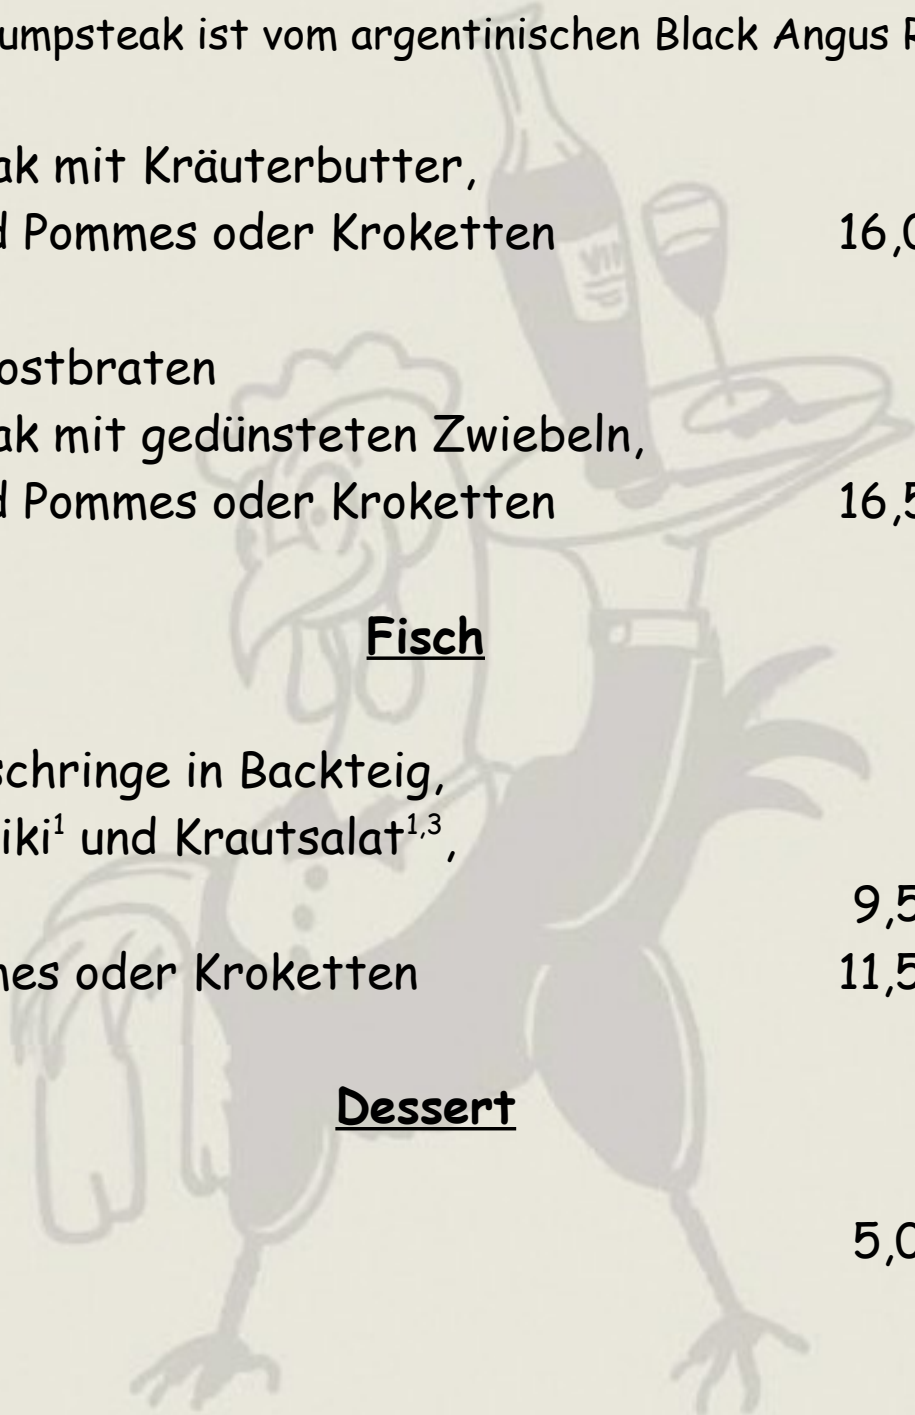 umpsteak ist vom argentinischen Black Angus R
ak mit Kräuterbutter,
d Pommes oder Kroketten 16,0
ostbraten
ak mit gedünsteten Zwiebeln,
d Pommes oder Kroketten 16,5
Fisch
schringe in Backteig,
iki1 und Krautsalat1,3,
9,5
mes oder Kroketten 11,5
Dessert
5,0